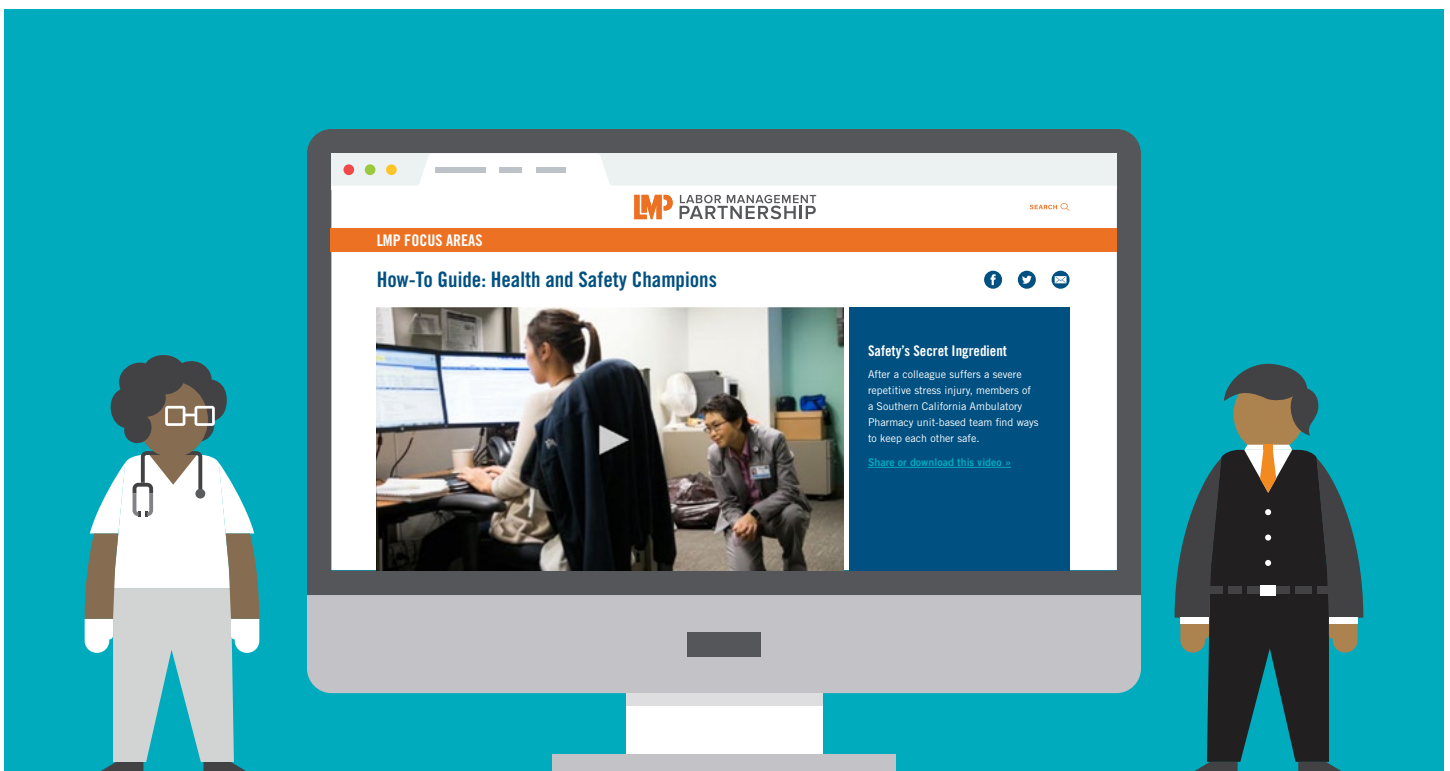 LMP LABOR MANAGEMENT
PARTNERSHIP
SEARCH
LMP FOCUS AREAS
How-To Guide: Health and Safety Champions
Safety's Secret Ingredient
After a colleague suffers a severe
repetitive stress injury, members of
a Southern California Ambulatory
Pharmacy unit-based team find ways
to keep each other safe.
Share or download this video »